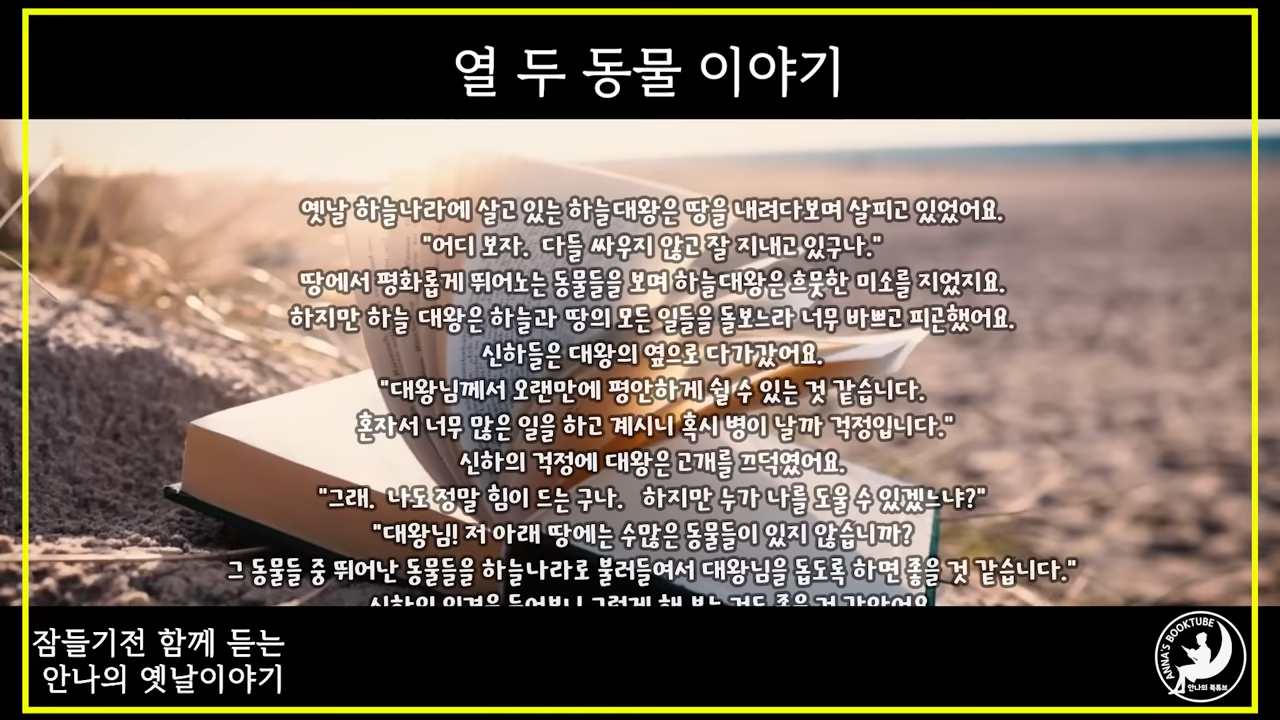 열 두 동물 이야기
옛날 하늘나라에 살고 있는 하늘대왕은 땅을 내려다보며 살피고 있었어요.
"어디 보자. 다들 싸우지 않고 잘 지내고 있구나."
땅에서 평화롭게 뛰어노는 동물들을 보며 하늘대왕은 흐뭇한 미소를 지었지요.
하지만 하늘 대왕은 하늘과 땅의 모든 일들을 돌보느라 너무 바쁘고 피곤했어요.
신하들은 대왕의 옆으로 다가갔어요.
"대왕님께서 오랜만에 평안하게 쉴 수 있는 것 같습니다.
혼자서 너무 많은 일을 하고 계시니 혹시 병이 날까 걱정입니다."
신하의 걱정에 대왕은 고개를 끄덕였어요.
"그래. 나도 정말 힘이 드는 구나. 하지만 누가 나를 도울 수 있겠느냐?"
"대왕님! 저 아래 땅에는 수많은 동물들이 있지 않습니까?
그 동물들 중 뛰어난 동물들을 하늘나라로 불러들여서 대왕님을 돕도록 하면 좋을 것 같습니다."
잠들기전 함께 듣는
안나의 옛날이야기
ANNA'S BOOKTUBE
안나의 북튜브